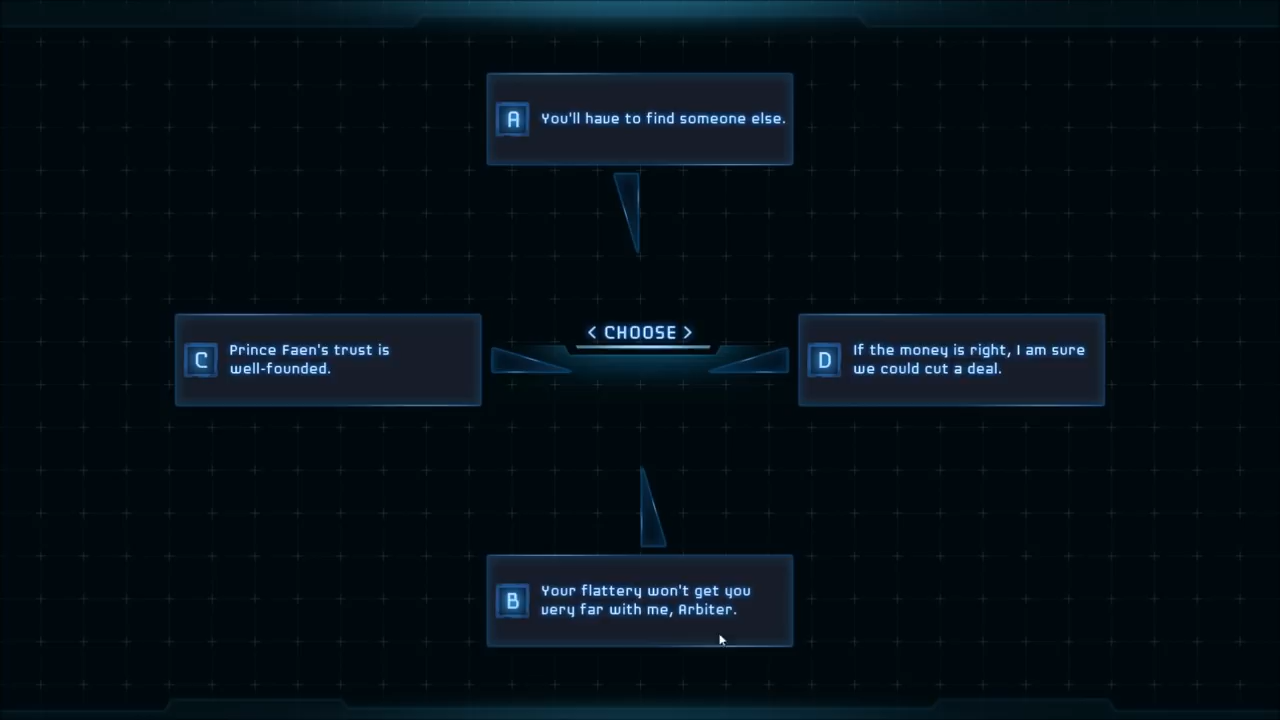 A
You'll have to find someone else.
< CHOOSE >
C
Prince Faen's trust is
well-founded.
D
If the money is right, I am sure
we could cut a deal.
B
Your flattery won't get you
very far with me, Arbiter.